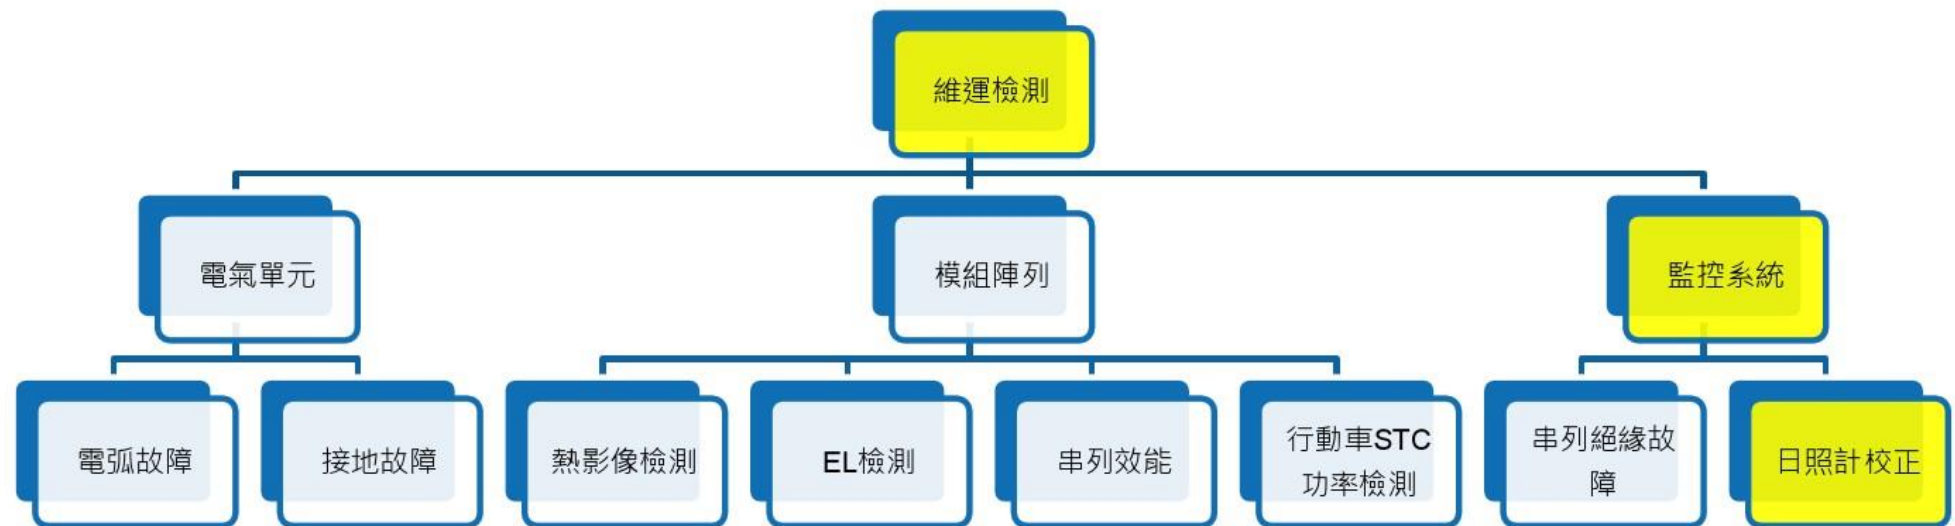 維運檢測
電氣單元
模組陣列
監控系統
電弧故障
接地故障
熱影像檢測
EL檢測
串列效能
行動車STC
功率檢測
串列絕緣故
障
日照計校正